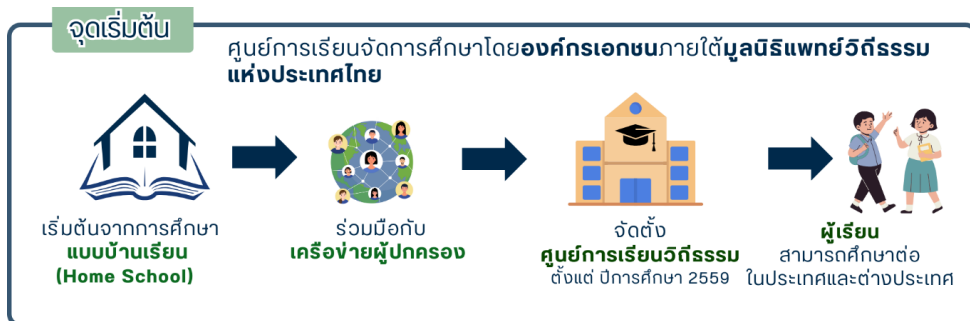 จุดเริ่มต้น
ศูนย์การเรียนจัดการศึกษาโดยองค์กรเอกชนภายใต้มูลนิธิแพทย์วิถีธรรม
แห่งประเทศไทย
เริ่มต้นจากการศึกษา
แบบบ้านเรียน
(Home School)
ร่วมมือกับ
เครือข่ายผู้ปกครอง
จัดตั้ง
ศูนย์การเรียนวิถีธรรม
ตั้งแต่ ปีการศึกษา 2559
ผู้เรียน
สามารถศึกษาต่อ
ในประเทศและต่างประเทศ